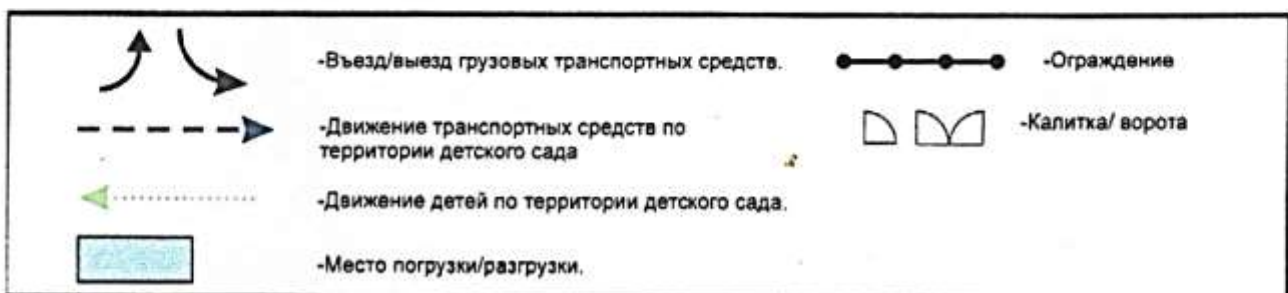 -Въезд/выезд грузовых транспортных средств.
-Ограждение
-Движение транспортных средств по
территории детского сада
-Калитка/ ворота
-Движение детей по территории детского сада.
-Место погрузки/разгрузки.